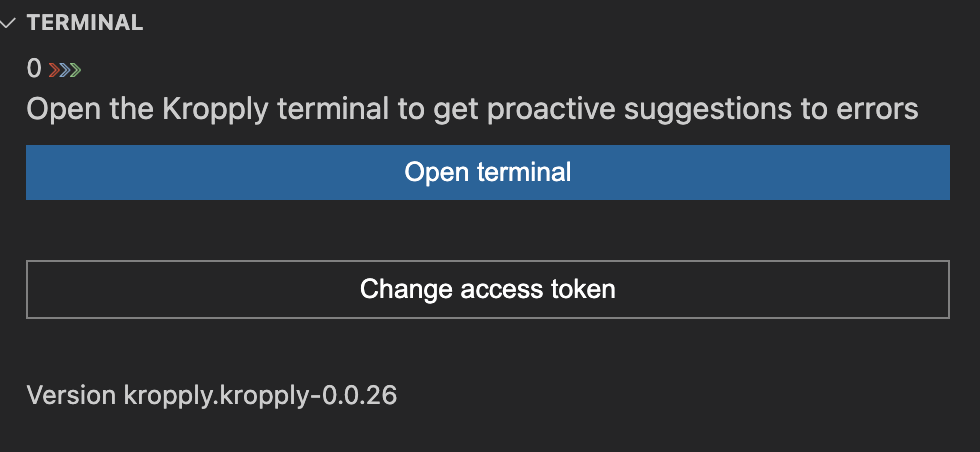 TERMINAL
0
Open the Kropply terminal to get proactive suggestions to errors
Open terminal
Change access token
Version kropply.kropply-0.0.26